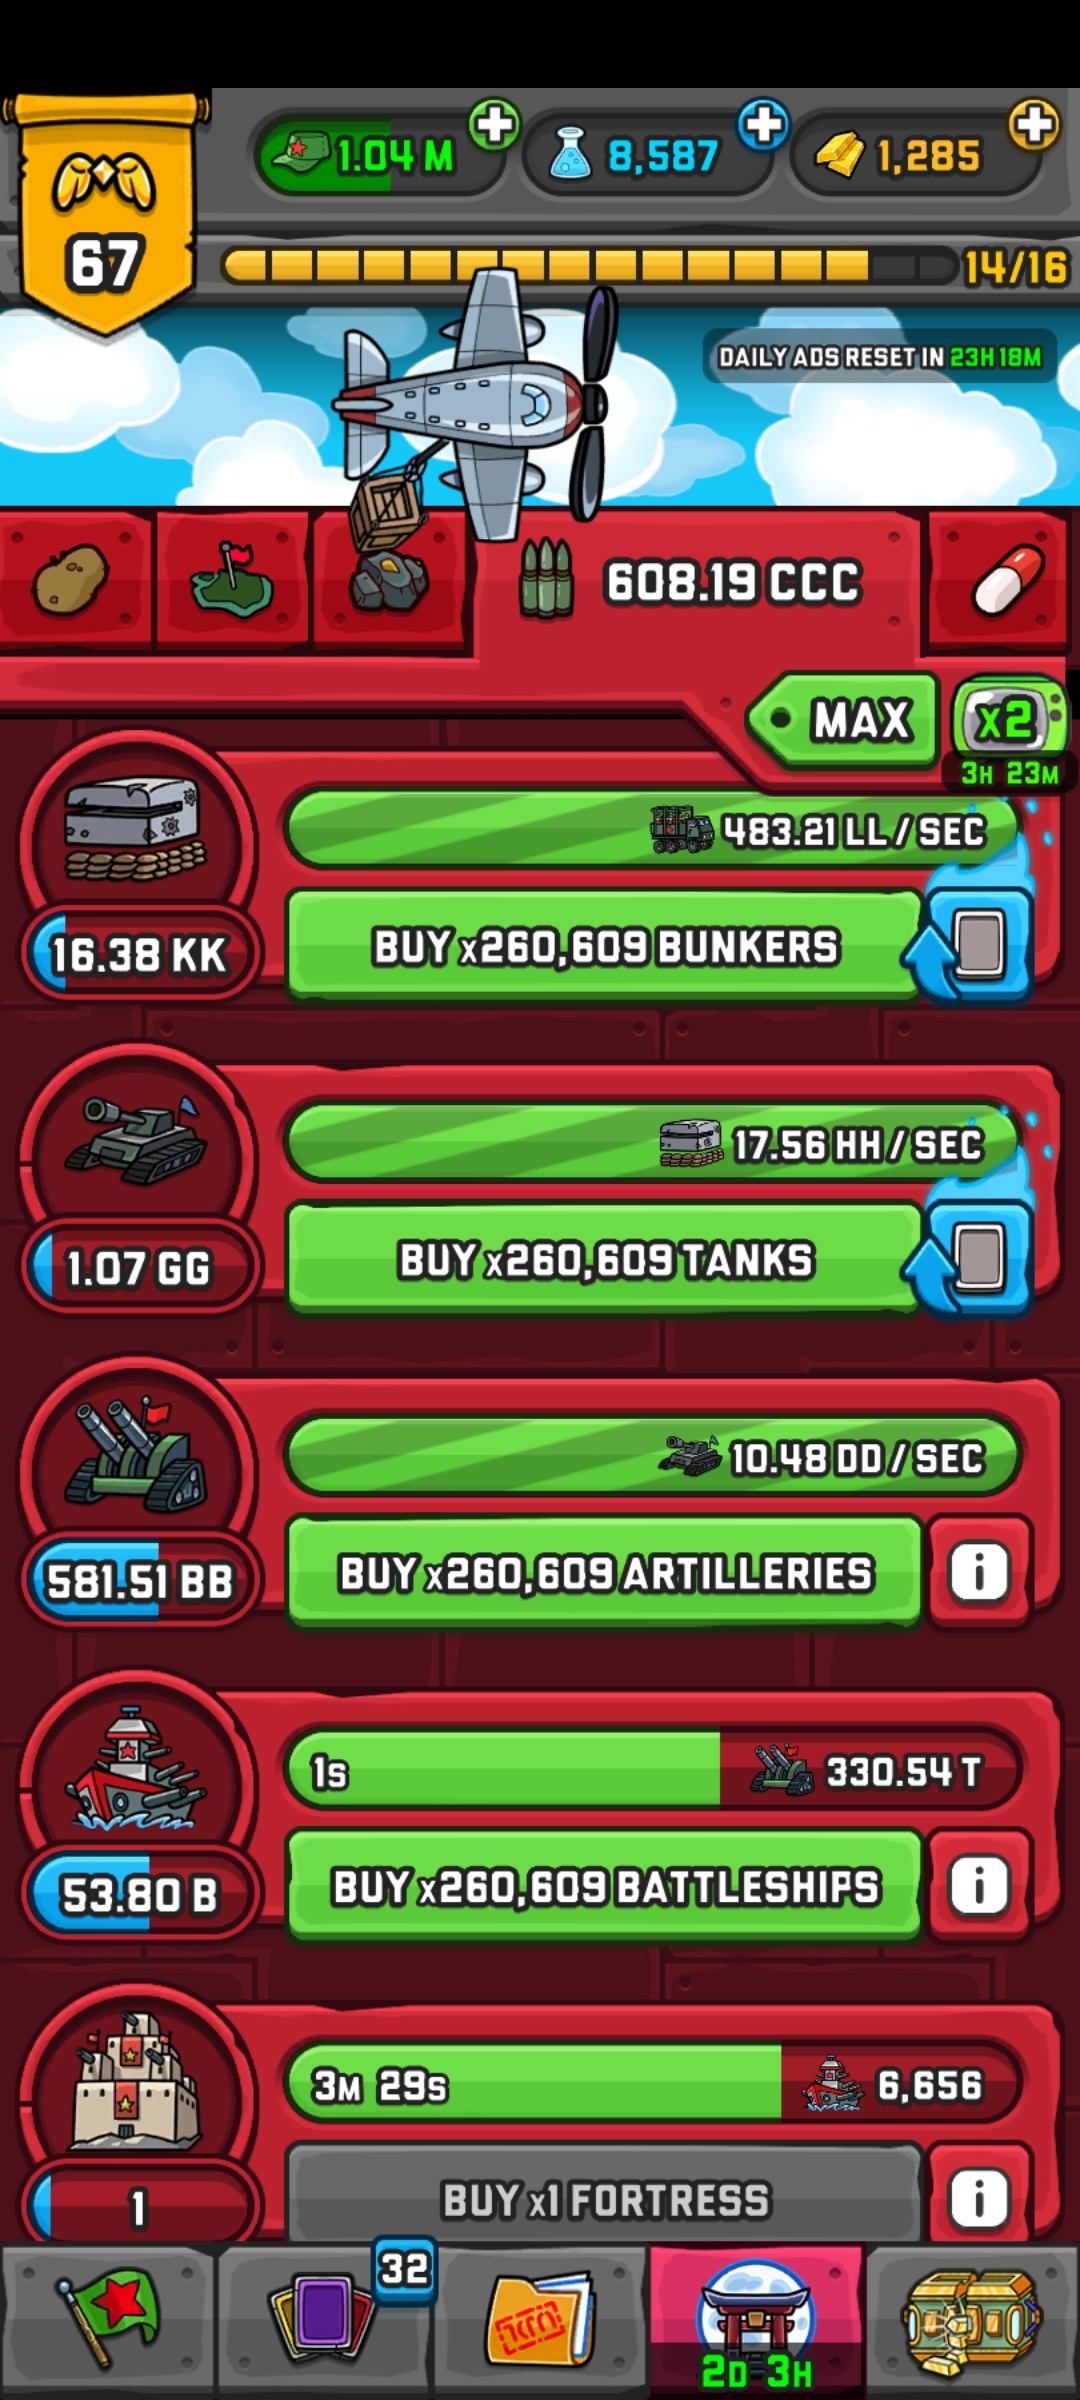 67
1.04 M
8,587
1,285
14/16
DAILY ADS RESET IN 23H 18M
608.19 CCC
MAX
x2
3H 23M
483.21 LL / SEC
16.38 KK
BUY x260,609 BUNKERS
17.56 HH / SEC
1.07 GG
BUY x260,609 TANKS
10.48 DD / SEC
581.51 BB
BUY x260,609 ARTILLERIES
i
1S
330.54 T
53.80 B
BUY x260,609 BATTLESHIPS
i
3M 29S
6,656
1
BUY x1 FORTRESS
i
32
2D 3H